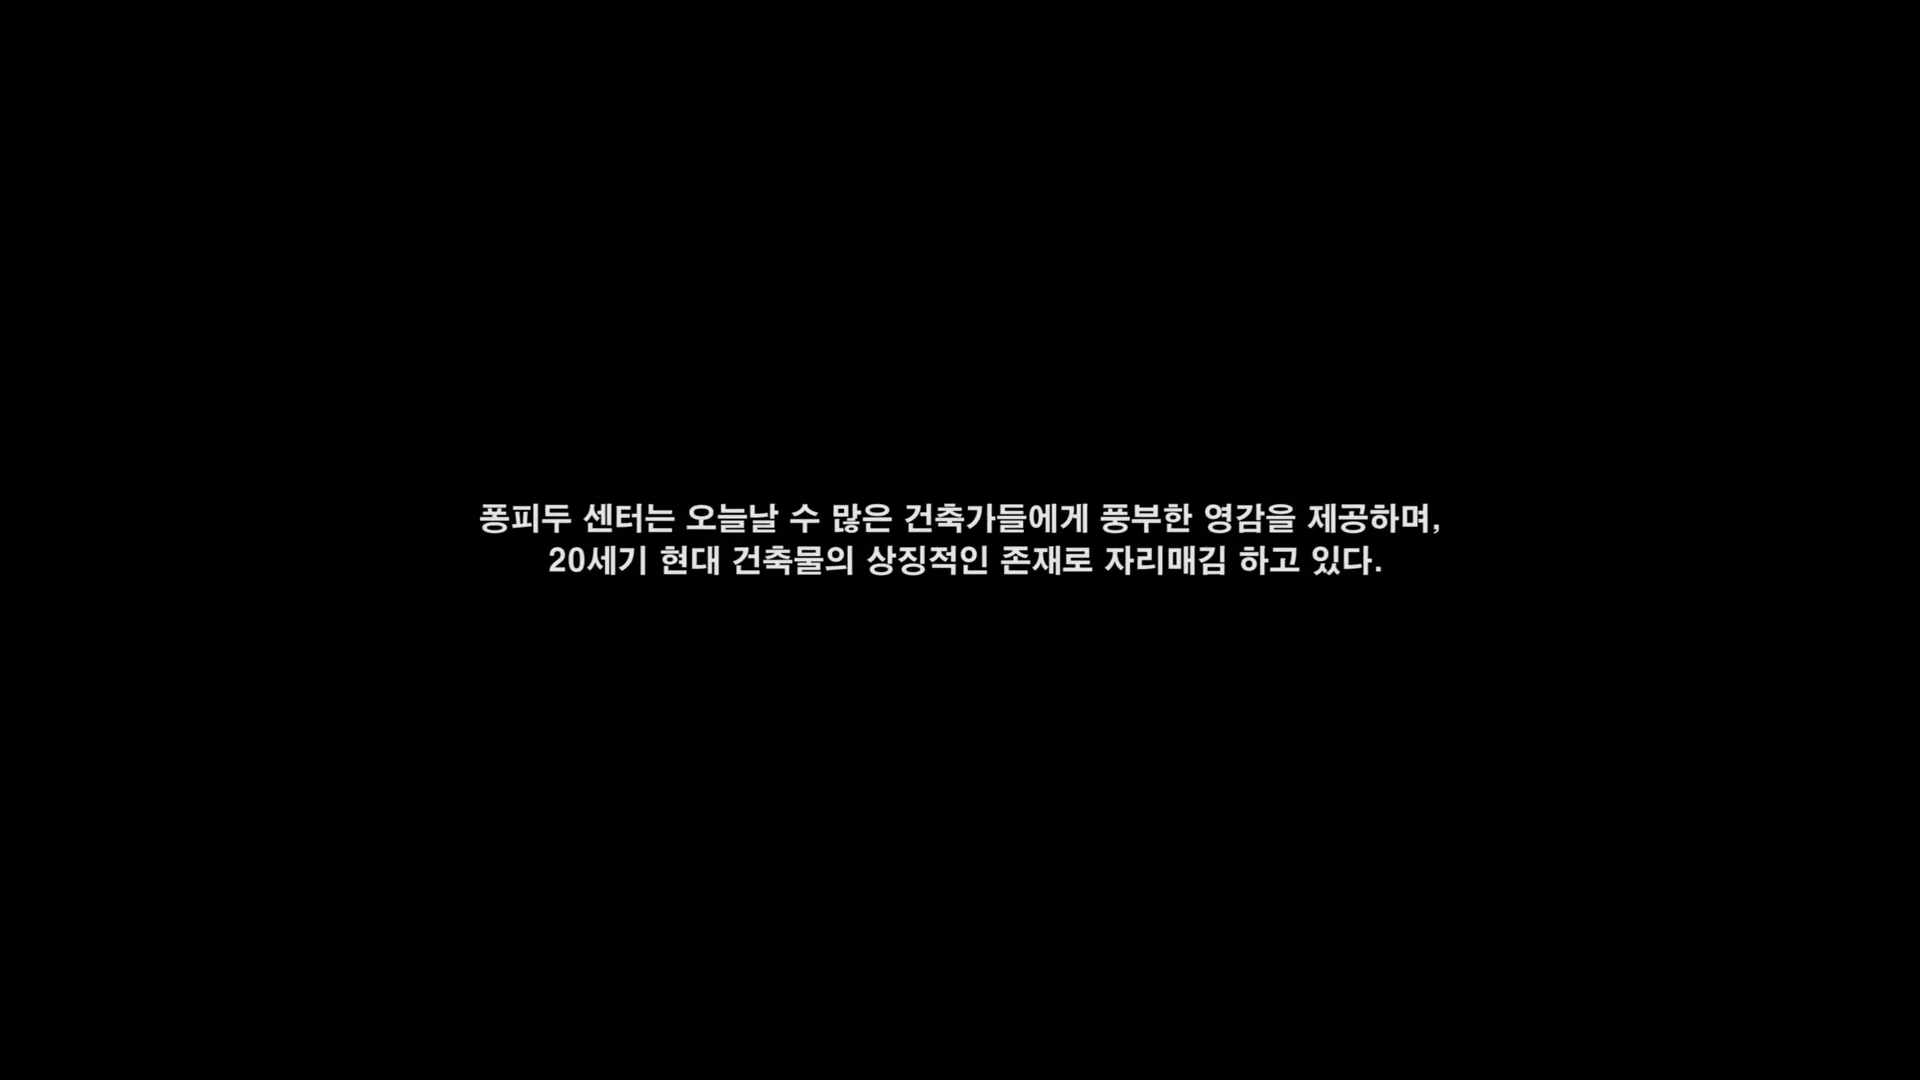 퐁피두 센터는 오늘날 수 많은 건축가들에게 풍부한 영감을 제공하며,
20세기 현대 건축물의 상징적인 존재로 자리매김 하고 있다.